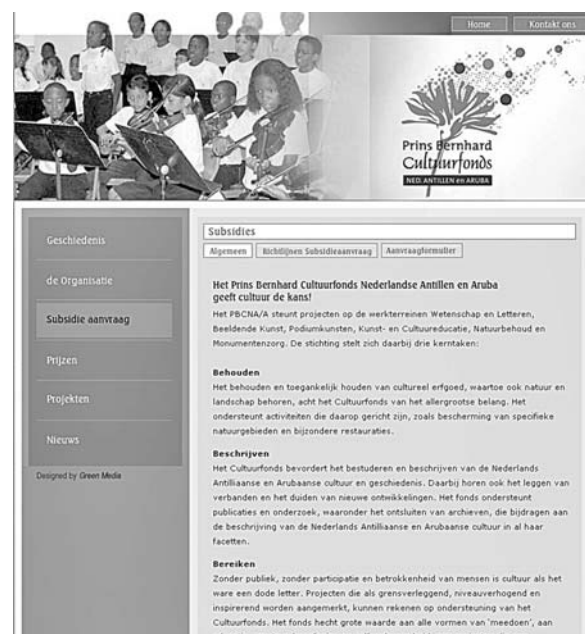 Home
Kontakt ons
Prins Bernhard
Cultuurfonds
NED. ANTILLEN en ARUBA
Geschiedenis
de Organisatie
Subsidie aanvraag
Prijzen
Projekten
Nieuws
Designed by Green Media
Subsidies
Algemeen
Richtlijnen Subsidieaanvraag
Aanvraagformulier
Het Prins Bernhard Cultuurfonds Nederlandse Antillen en Aruba
geeft cultuur de kans!
Het PBCNA/A steunt projecten op de werkterreinen Wetenschap en Letteren,
Beeldende Kunst, Podiumkunsten, Kunst- en Cultuureducatie, Natuurbehoud en
Monumentenzorg. De stichting stelt zich daarbij drie kerntaken:
Behouden
Het behouden en toegankelijk houden van cultureel erfgoed, waartoe ook natuur en
landschap behoren, acht het Cultuurfonds van het allergrootse belang. Het
ondersteunt activiteiten die daarop gericht zijn, zoals bescherming van specifieke
natuurgebieden en bijzondere restauraties.
Beschrijven
Het Cultuurfonds bevordert het bestuderen en beschrijven van de Nederlands
Antilliaanse en Arubaanse cultuur en geschiedenis. Daarbij horen ook het leggen van
verbanden en het duiden van nieuwe ontwikkelingen. Het fonds ondersteunt
publicaties en onderzoek, waaronder het ontsluiten van archieven, die bijdragen aan
de beschrijving van de Nederlands Antilliaanse en Arubaanse cultuur in al haar
facetten.
Bereiken
Zonder publiek, zonder participatie en betrokkenheid van mensen is cultuur als het
ware een dode letter. Projecten die als grensverleggend, niveauverhogend en
inspirerend worden aangemerkt, kunnen rekenen op ondersteuning van het
Cultuurfonds. Het fonds hecht grote waarde aan alle vormen van 'meedoen', aan